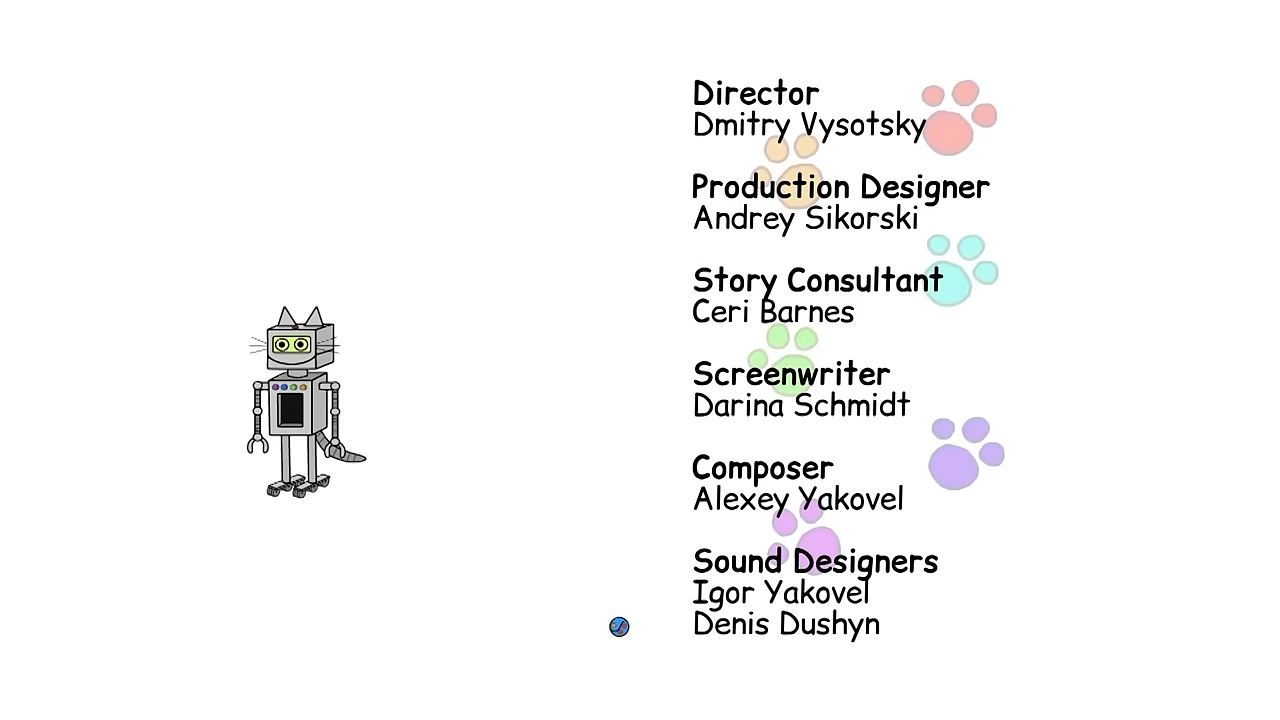 Director
Dmitry Vysotsky
Production Designer
Andrey Sikorski
Story Consultant
Ceri Barnes
Screenwriter
Darina Schmidt
Composer
Alexey Yakovel
Sound Designers
Igor Yakovel
Denis Dushyn